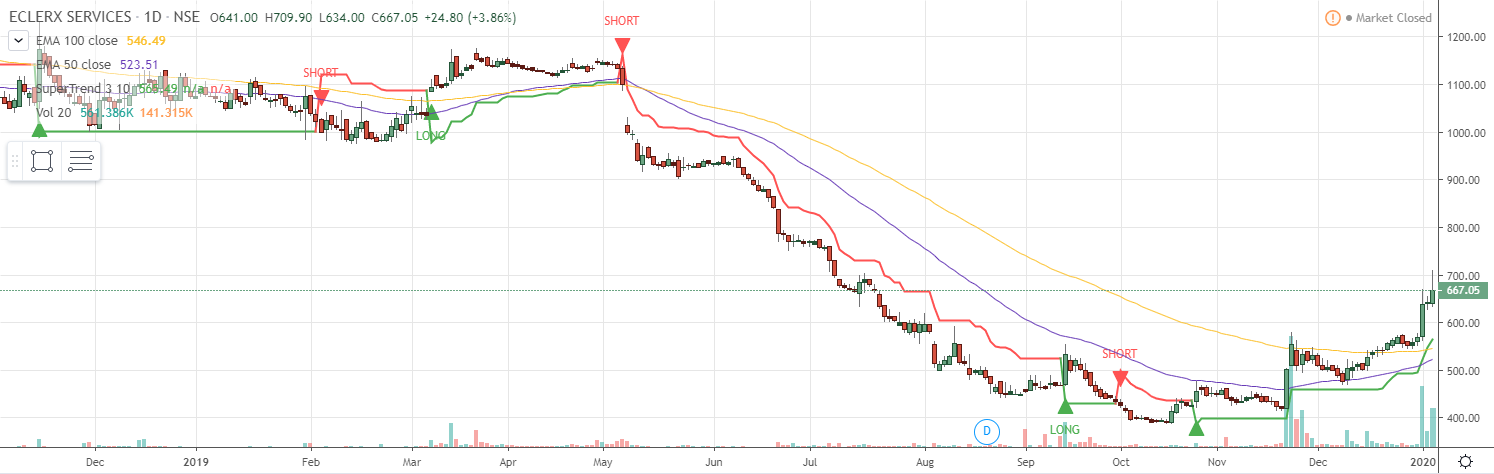 ECLERX SERVICES · 1D · NSE O641.00 H709.90 L634.00 C667.05 +24.80 (+3.86%)
Market Closed
EMA 100 close 546.49
EMA 50 close 523.51
SuperTrend 3 10 n/a n/a
Vol 20 561.386K 141.315K
SHORT
SHORT
LONG
SHORT
LONG
D
1200.00
1100.00
1000.00
900.00
800.00
700.00
667.05
600.00
500.00
400.00
Dec 2019 Feb Mar Apr May Jun Jul Aug Sep Oct Nov Dec 2020